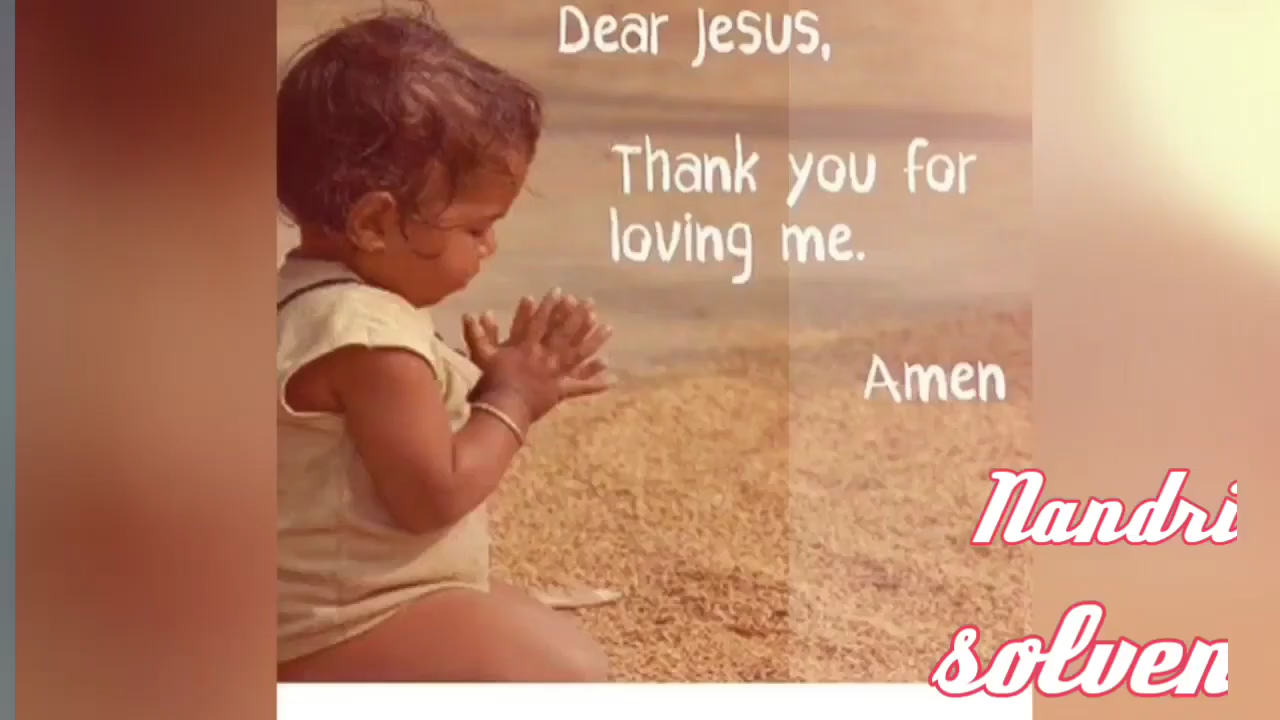 Dear Jesus,
Thank you for
loving me.
Amen
Nandri
solven